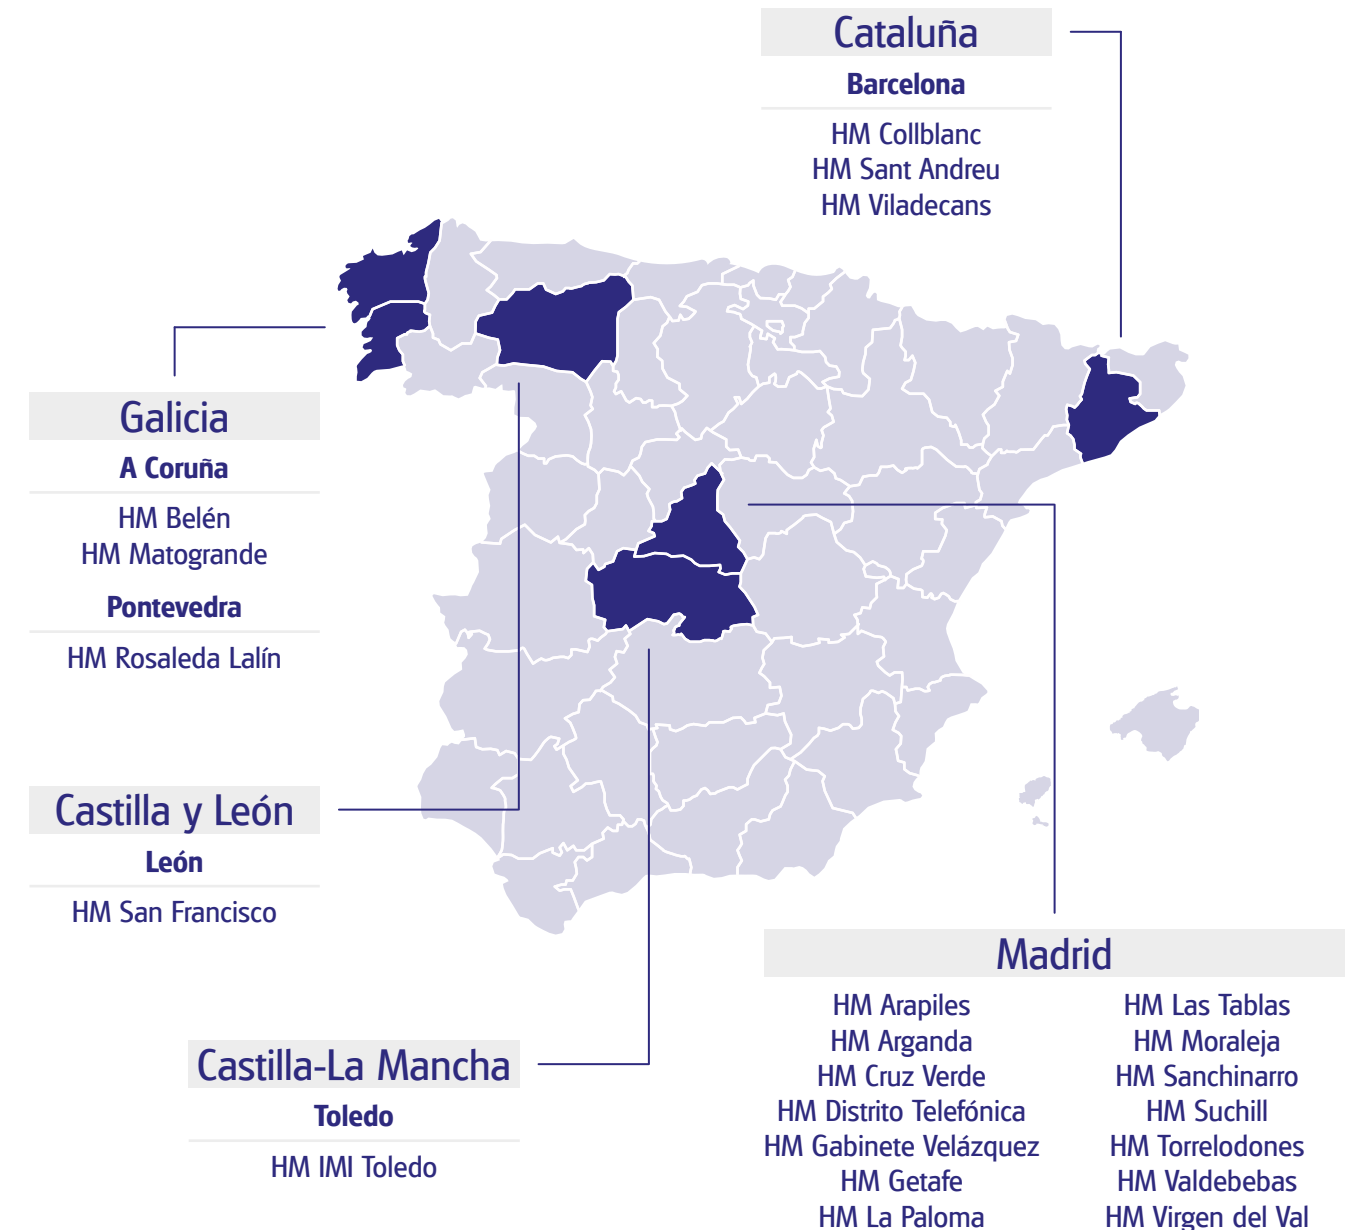 Cataluña
Barcelona
HM Collblanc
HM Sant Andreu
HM Viladecans
Galicia
A Coruña
HM Belén
HM Matogrande
Pontevedra
HM Rosaleda Lalín
Castilla y León
León
HM San Francisco
Castilla-La Mancha
Toledo
HM IMI Toledo
Madrid
HM Arapiles
HM Arganda
HM Cruz Verde
HM Distrito Telefónica
HM Gabinete Velázquez
HM Getafe
HM La Paloma
HM Las Tablas
HM Moraleja
HM Sanchinarro
HM Suchill
HM Torrelodones
HM Valdebebas
HM Virgen del Val